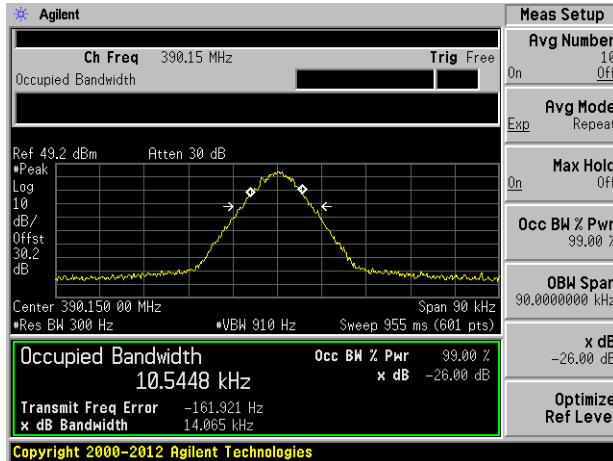 Agilent
Ch Freq 390.15 MHz Trig Free
Occupied Bandwidth
Ref 49.2 dBm Atten 30 dB
#Peak
Log
10
dB/
Offst
30.2
dB
Center 390.150 00 MHz Span 90 kHz
#Res BW 300 Hz #VBW 910 Hz Sweep 955 ms (601 pts)
Occupied Bandwidth Occ BW % Pwr 99.00 %
10.5448 kHz x dB -26.00 dB
Transmit Freq Error -161.921 Hz
x dB Bandwidth 14.065 kHz
Copyright 2000-2012 Agilent Technologies
Meas Setup
Avg Number
10
On Off
Avg Mode
Exp Repeat
Max Hold
On Off
Occ BW % Pwr
99.00 %
OBW Span
90.0000000 kHz
x dB
-26.00 dB
Optimize
Ref Level